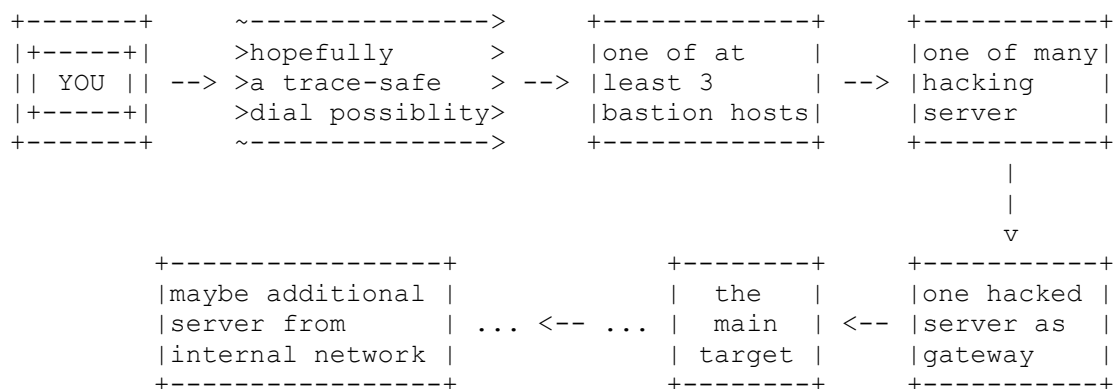 +-------+        ~---------------> +-------------+     +-----------+
|+-----+|        >hopefully      > |one of at    |     |one of many|
|| YOU || --> >a trace-safe   > --> |least 3      | --> |hacking    |
|+-----+|        >dial possiblity> |bastion hosts|     |server     |
+-------+        ~---------------> +-------------+     +-----------+
|
|
v
+-----------------+            +--------+     +-----------+
|maybe additional |            |  the   |     |one hacked |
|server from      | ... <-- ... |  main  | <-- |server as  |
|internal network |            | target |     |gateway    |
+-----------------+            +--------+     +-----------+